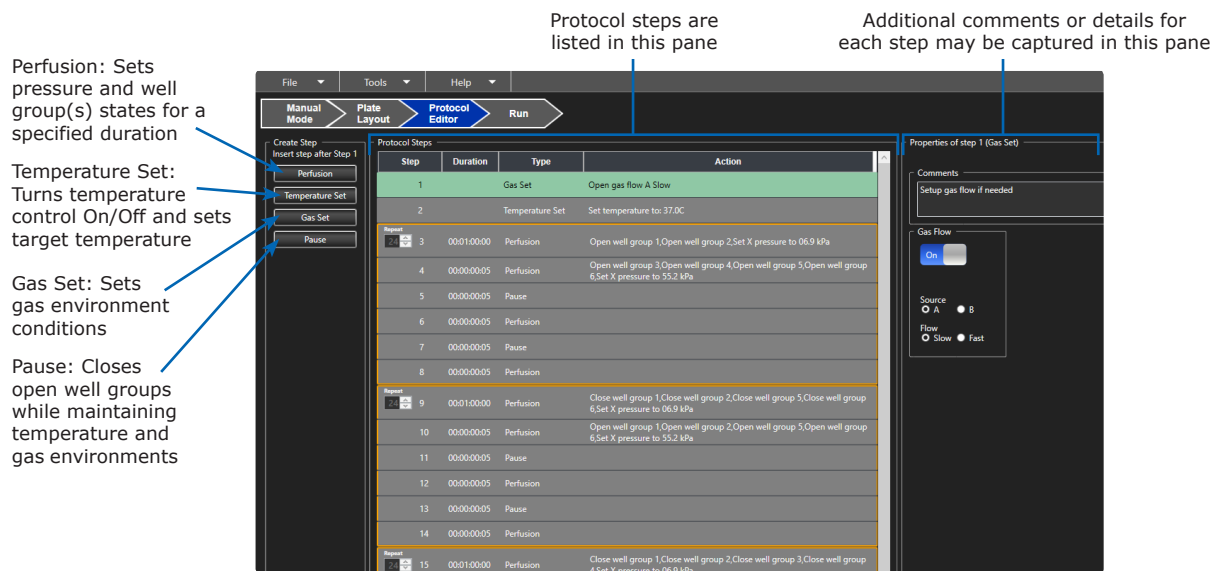 Protocol steps are
listed in this pane
Additional comments or details for
each step may be captured in this pane
Perfusion: Sets
pressure and well
group(s) states for a
specified duration
Temperature Set:
Turns temperature
control On/Off and sets
target temperature
Gas Set: Sets
gas environment
conditions
Pause: Closes
open well groups
while maintaining
temperature and
gas environments
File Tools Help
Manual
Mode
Plate
Layout
Protocol
Editor
Run
Create Step
Insert step after Step 1
Perfusion
Temperature Set
Gas Set
Pause
Protocol Steps
Step Duration Type Action
1 Gas Set Open gas flow A Slow
2 Temperature Set Set temperature to: 37.0C
Repeat
24 3 00:01:00:00 Perfusion Open well group 1,Open well group 2,Set X pressure to 06.9 kPa
4 00:00:00:05 Perfusion Open well group 3,Open well group 4,Open well group 5,Open well group
6,Set X pressure to 55.2 kPa
5 00:00:00:05 Pause
6 00:00:00:05 Perfusion
7 00:00:00:05 Pause
8 00:00:00:05 Perfusion
Repeat
24 9 00:01:00:00 Perfusion Close well group 1,Close well group 2,Close well group 5,Close well group
6,Set X pressure to 06.9 kPa
10 00:00:00:05 Perfusion Open well group 1,Open well group 2,Open well group 5,Open well group
6,Set X pressure to 55.2 kPa
11 00:00:00:05 Pause
12 00:00:00:05 Perfusion
13 00:00:00:05 Pause
14 00:00:00:05 Perfusion
Repeat
24 15 00:01:00:00 Perfusion Close well group 1,Close well group 2,Close well group 3,Close well group
4,Set X pressure to 06.9 kPa
Properties of step 1 (Gas Set)
Comments
Setup gas flow if needed
Gas Flow
On
Source
A B
Flow
Slow Fast